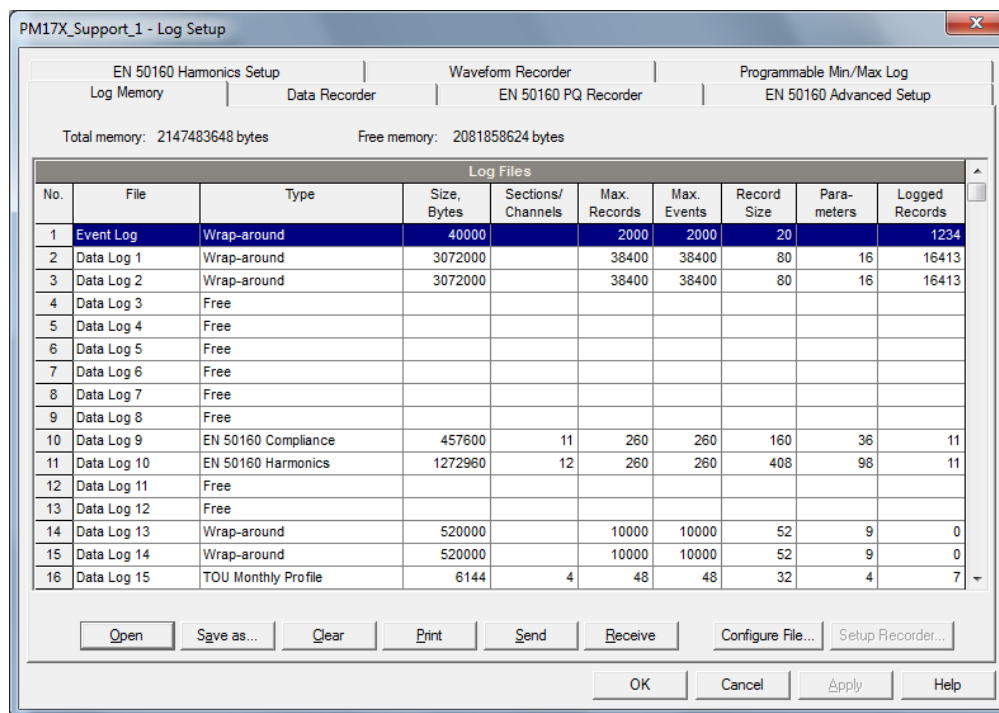 PM17X_Support_1 - Log Setup
x
EN 50160 Harmonics Setup Waveform Recorder Programmable Min/Max Log
Log Memory Data Recorder EN 50160 PQ Recorder EN 50160 Advanced Setup
Total memory: 2147483648 bytes Free memory: 2081858624 bytes
Log Files
No. File Type Size, Bytes Sections/ Channels Max. Records Max. Events Record Size Para- meters Logged Records
1 Event Log Wrap-around 40000 2000 2000 20 1234
2 Data Log 1 Wrap-around 3072000 38400 38400 80 16 16413
3 Data Log 2 Wrap-around 3072000 38400 38400 80 16 16413
4 Data Log 3 Free
5 Data Log 4 Free
6 Data Log 5 Free
7 Data Log 6 Free
8 Data Log 7 Free
9 Data Log 8 Free
10 Data Log 9 EN 50160 Compliance 457600 11 260 260 160 36 11
11 Data Log 10 EN 50160 Harmonics 1272960 12 260 260 408 98 11
12 Data Log 11 Free
13 Data Log 12 Free
14 Data Log 13 Wrap-around 520000 10000 10000 52 9 0
15 Data Log 14 Wrap-around 520000 10000 10000 52 9 0
16 Data Log 15 TOU Monthly Profile 6144 4 48 48 32 4 7
Open Save as... Clear Print Send Receive Configure File... Setup Recorder...
OK Cancel Apply Help